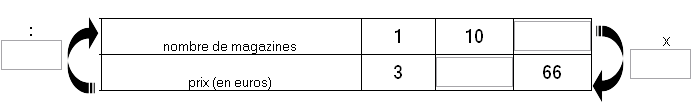 :
nombre de magazines 1 10
x
prix (en euros) 3 66